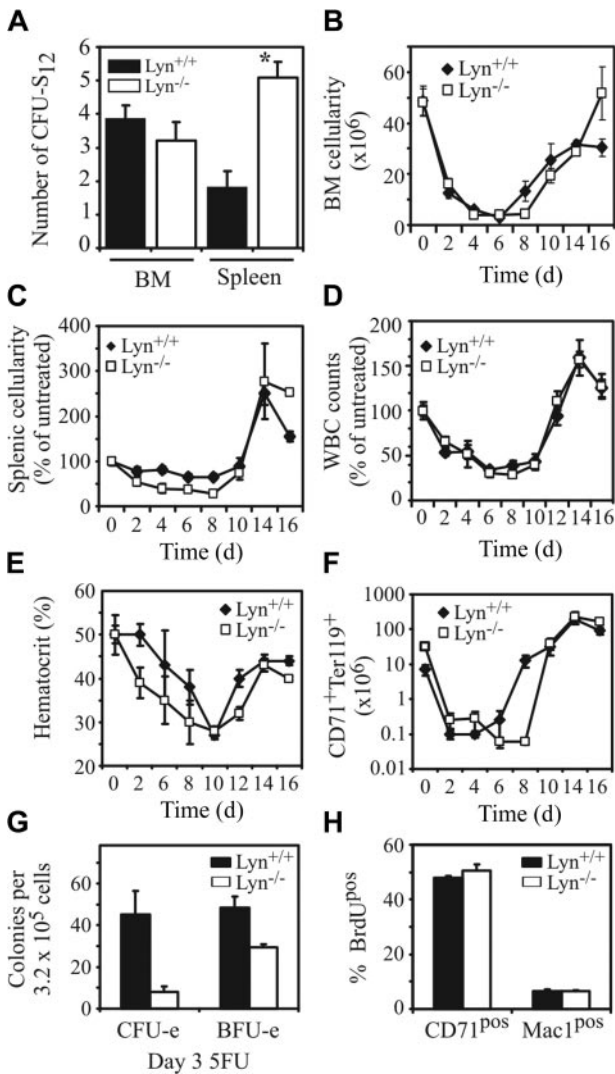 A
Number of CFU-S12
6
5
4
3
2
1
0
Lyn+/+
Lyn-/-
*
BM
Spleen
B
BM cellularity
(x10^6)
60
40
20
0
Lyn+/+
Lyn-/-
0 2 4 6 8 10 14 16
Time (d)
C
Splenic cellularity
(% of untreated)
400
300
200
100
0
Lyn+/+
Lyn-/-
0 2 4 6 8 10 14 16
Time (d)
D
WBC counts
(% of untreated)
200
150
100
50
0
Lyn+/+
Lyn-/-
0 2 4 6 8 10 12 14 16
Time (d)
E
Hematocrit (%)
60
50
40
30
20
Lyn+/+
Lyn-/-
0 2 4 6 8 10 12 14 16
Time (d)
F
CD71+Ter119+
(x10^6)
1000
100
10
1
0.1
0.01
Lyn+/+
Lyn-/-
0 2 4 6 8 10 14 16
Time (d)
G
Colonies per
3.2 x 10^5 cells
60
40
20
0
Lyn+/+
Lyn-/-
CFU-e
BFU-e
Day 3 5FU
H
% BrdUpos
60
40
20
0
Lyn+/+
Lyn-/-
CD71pos
Mac1pos